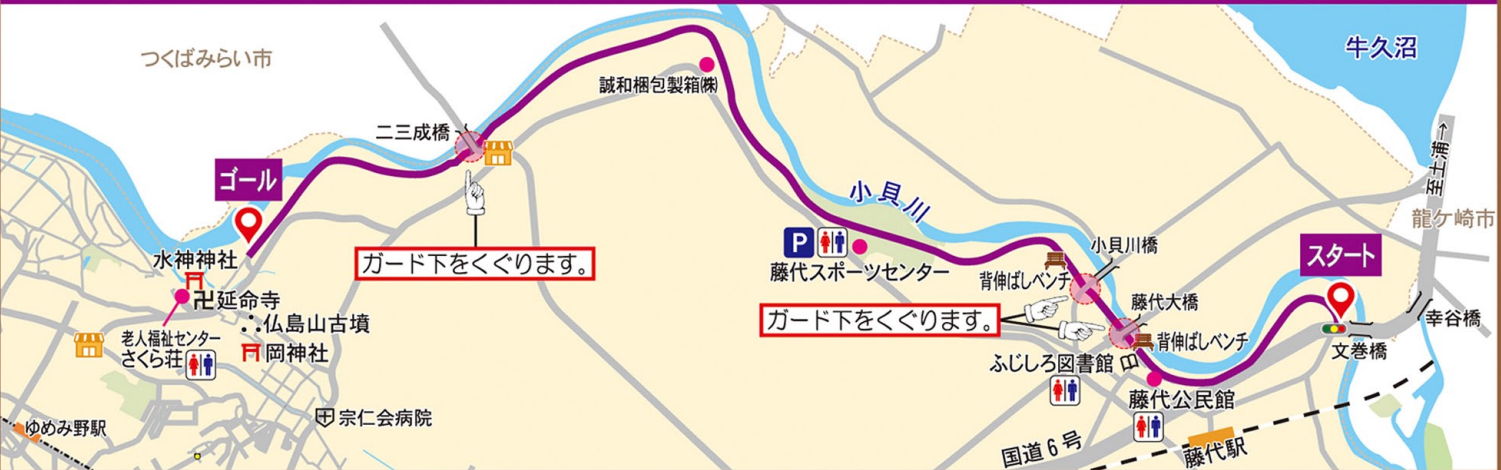 つくばみらい市
牛久沼
誠和梱包製箱㈱
二三成橋
至土浦→
ゴール
小貝川
龍ケ崎市
P
小貝川橋
スタート
水神神社
ガード下をくぐります。
藤代スポーツセンター
背伸ばしベンチ
卍延命寺
藤代大橋
ガード下をくぐります。
仏島山古墳
幸谷橋
老人福祉センター
さくら荘
背伸ばしベンチ
文巻橋
岡神社
ふじしろ図書館
藤代公民館
宗仁会病院
ゆめみ野駅
国道6号
藤代駅